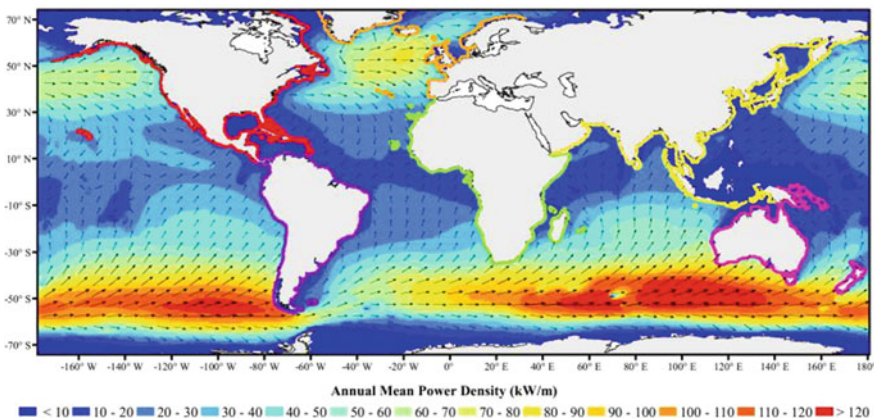 70° N
50° N
30° N
10° N
-10° S
-30° S
-50° S
-70° S
-160° W -140° W -120° W -100° W -80° W -60° W -40° W -20° W 0° 20° E 40° E 60° E 80° E 100° E 120° E 140° E 160° E 180° E
Annual Mean Power Density (kW/m)
< 10 10 - 20 20 - 30 30 - 40 40 - 50 50 - 60 60 - 70 70 - 80 80 - 90 90 - 100 100 - 110 110 - 120 > 120